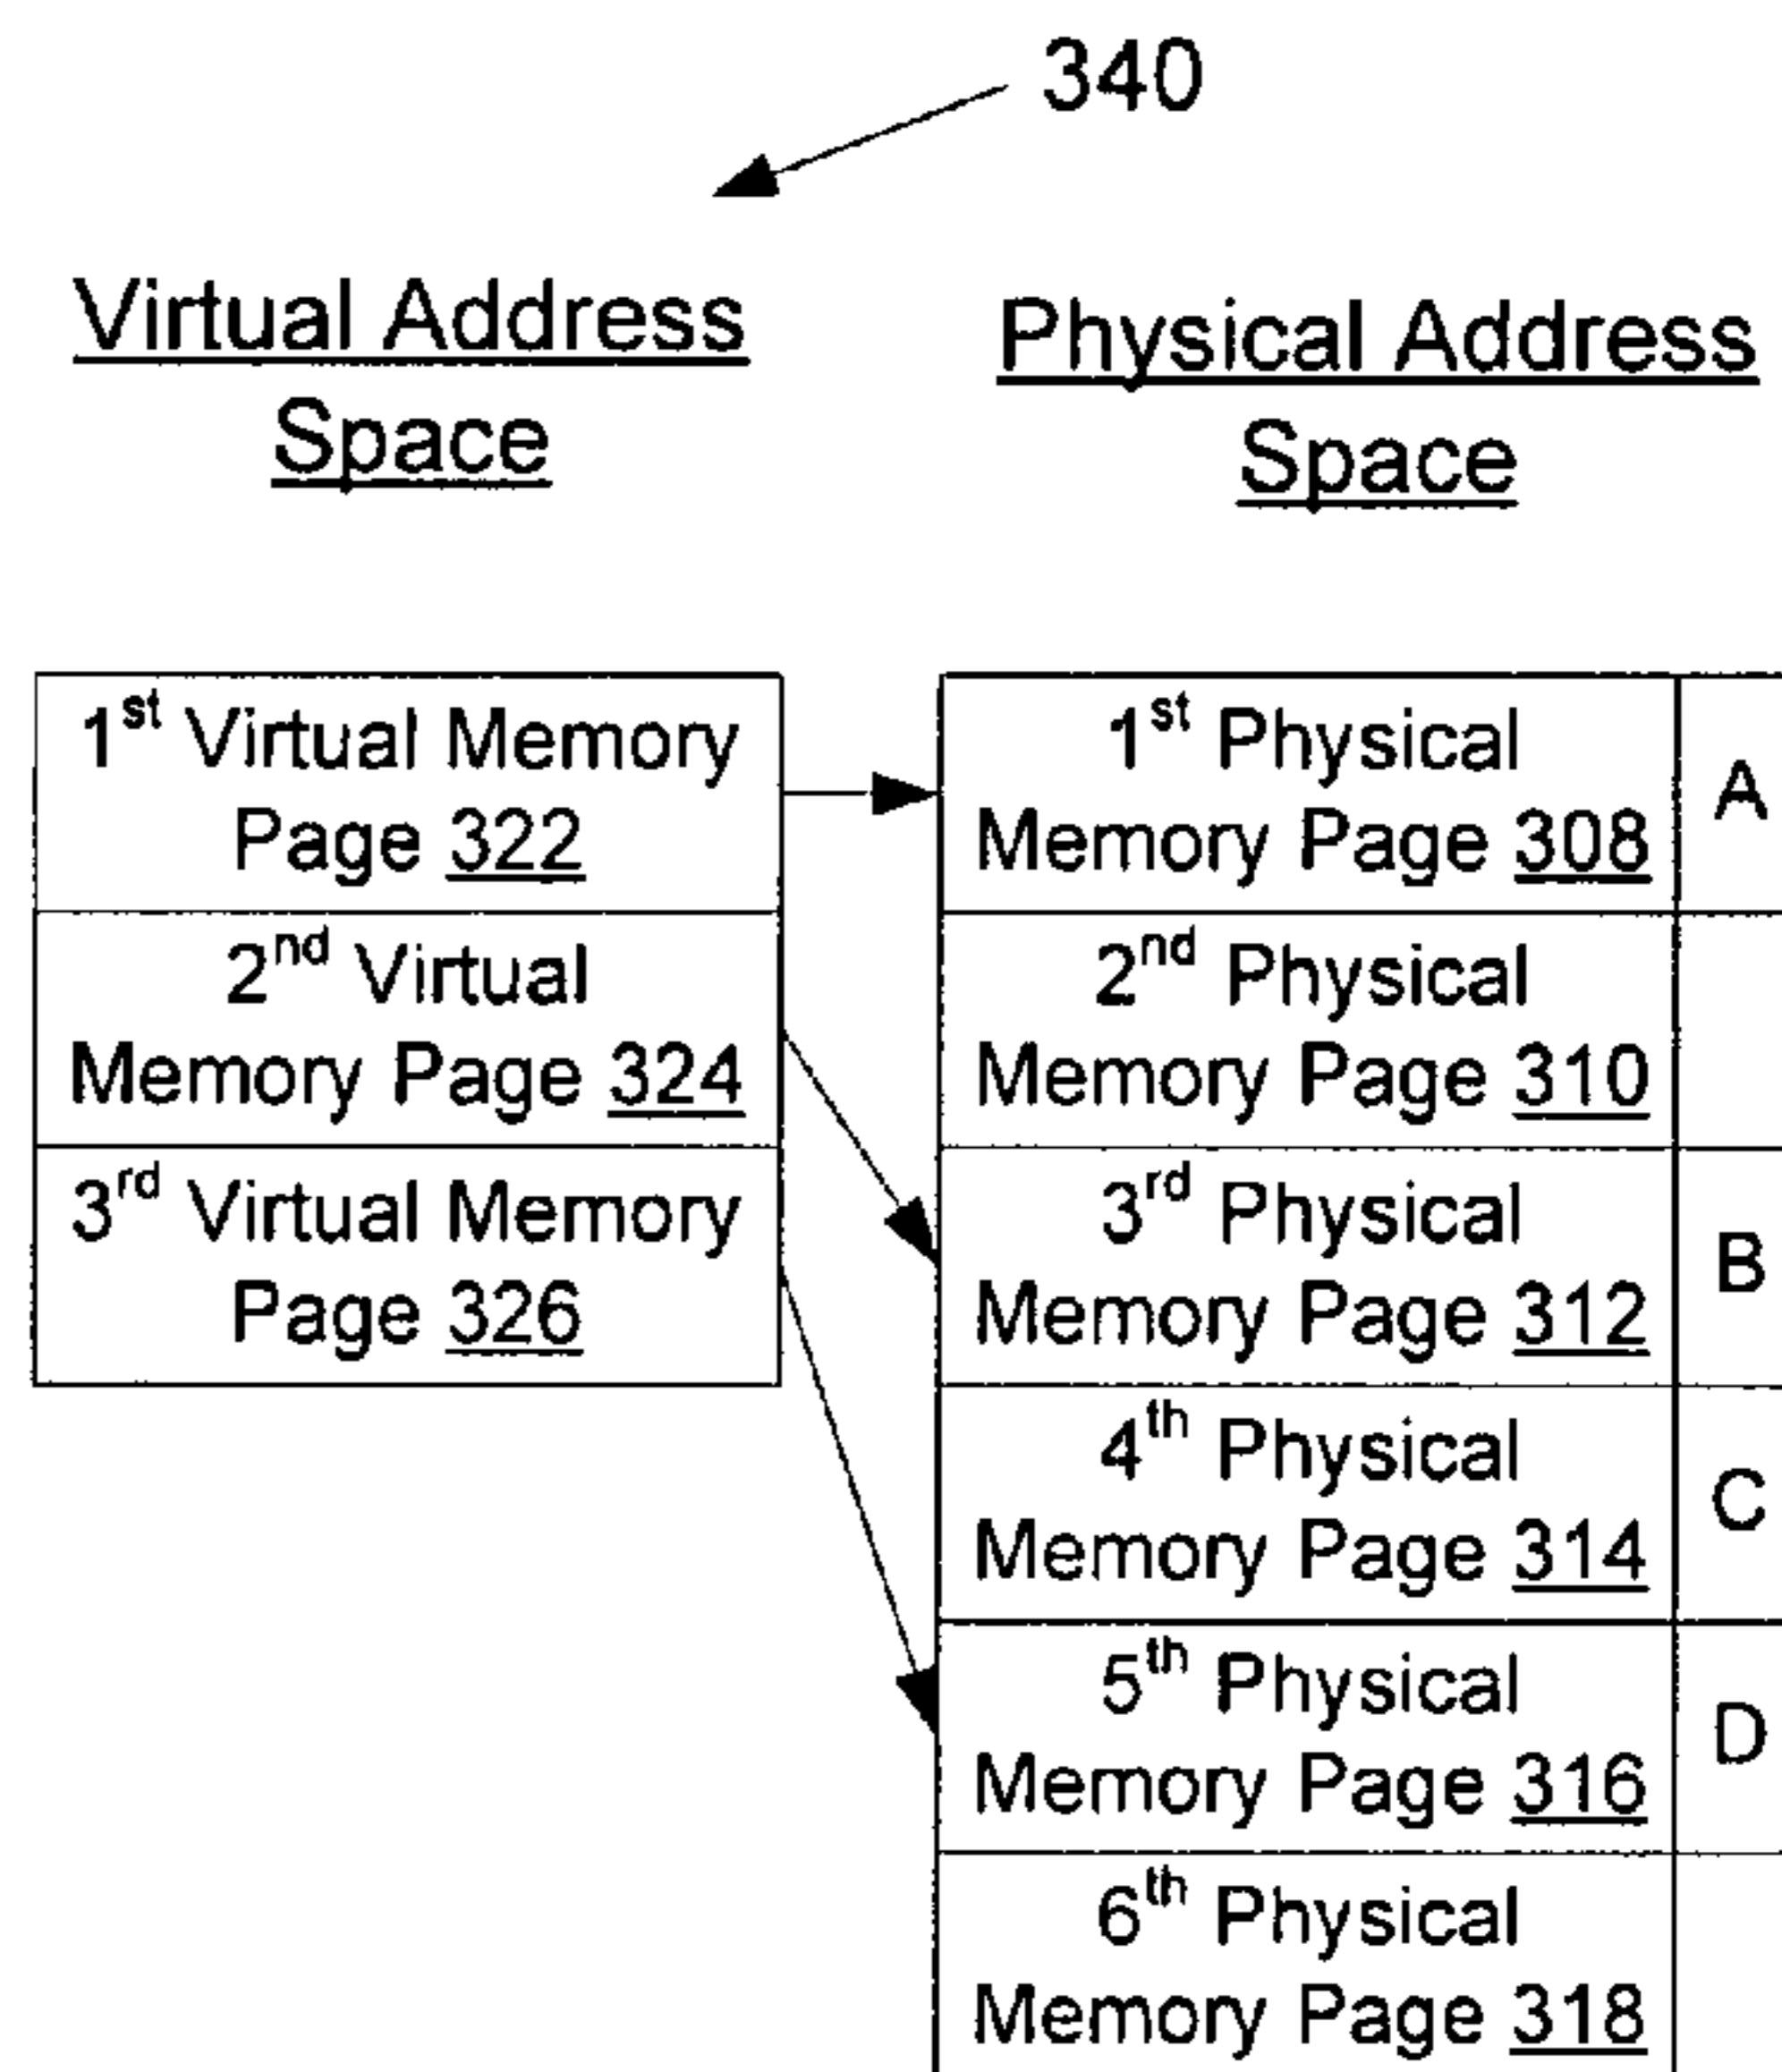 340
Virtual Address
Space
Physical Address
Space
1st Virtual Memory
Page 322
2nd Virtual
Memory Page 324
3rd Virtual Memory
Page 326
1st Physical
Memory Page 308
A
2nd Physical
Memory Page 310
3rd Physical
Memory Page 312
B
4th Physical
Memory Page 314
C
5th Physical
Memory Page 316
D
6th Physical
Memory Page 318